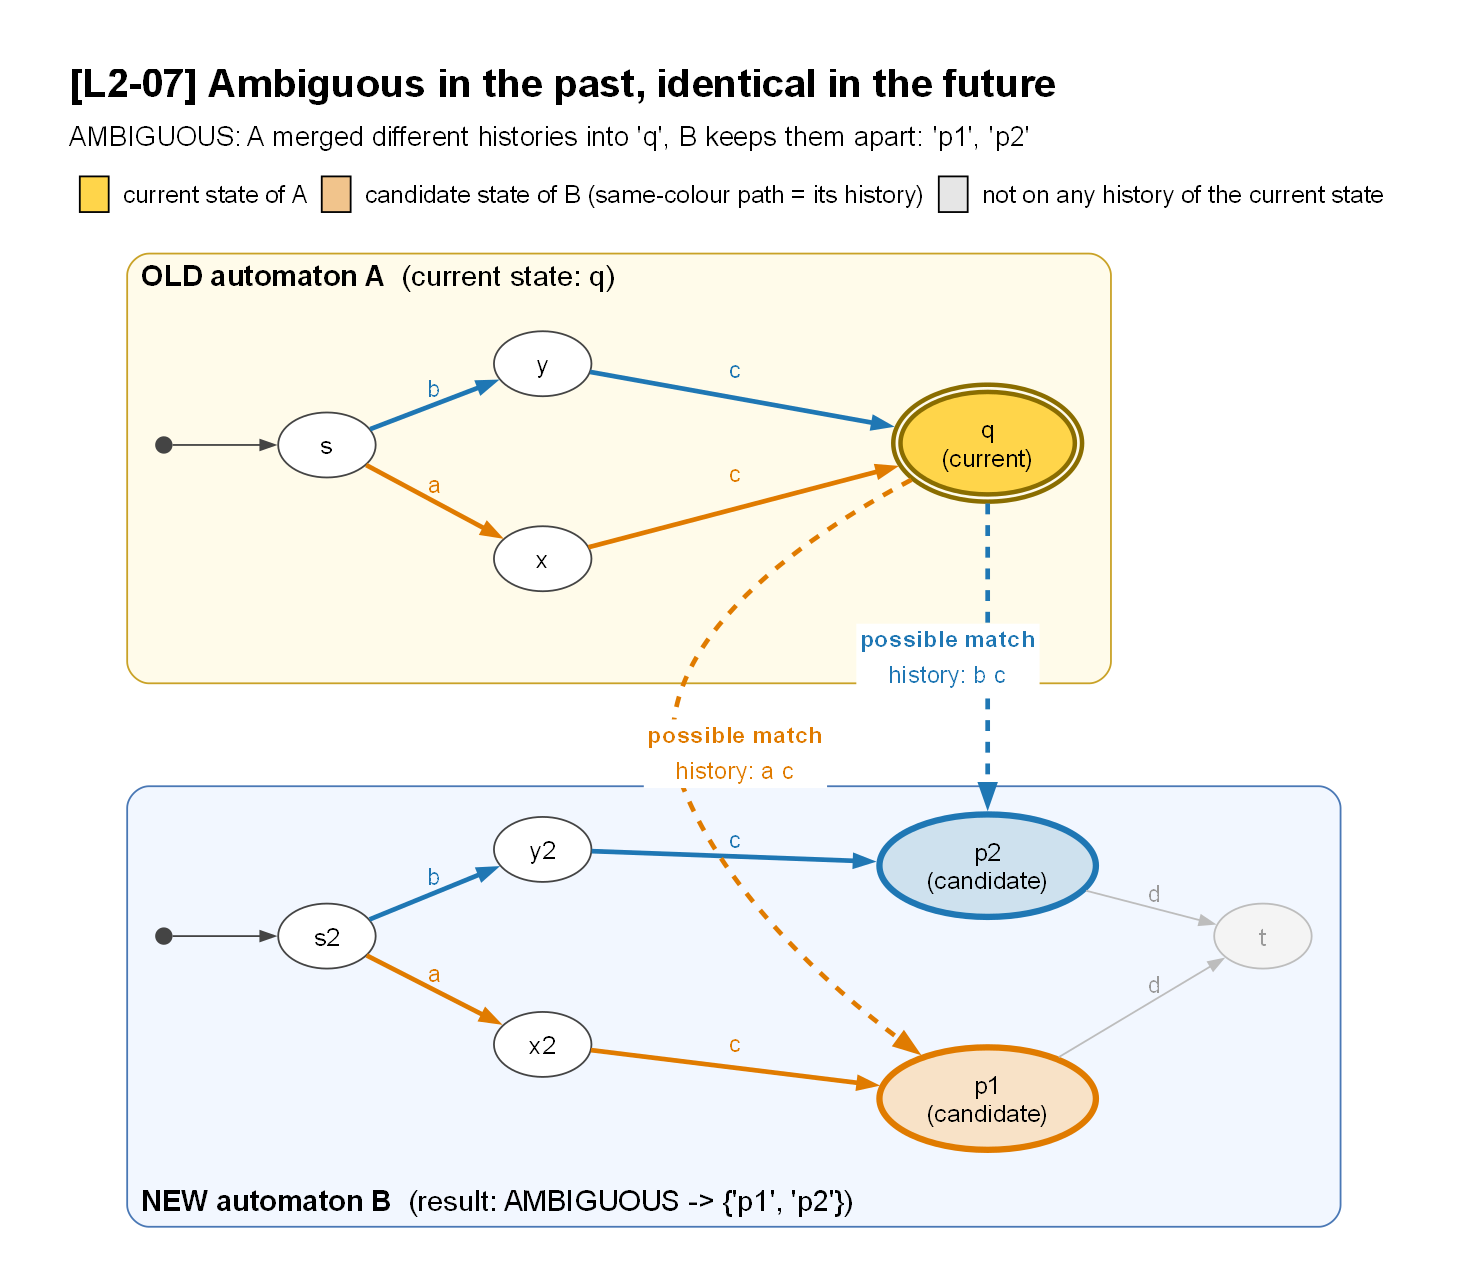 [L2-07] Ambiguous in the past, identical in the future
AMBIGUOUS: A merged different histories into 'q', B keeps them apart: 'p1', 'p2'
current state of A
candidate state of B (same-colour path = its history)
not on any history of the current state
OLD automaton A (current state: q)
y
b
c
s
q
(current)
a
c
x
possible match
history: b c
possible match
history: a c
y2
c
p2
(candidate)
b
d
s2
t
a
d
x2
c
p1
(candidate)
NEW automaton B (result: AMBIGUOUS -> {'p1', 'p2'})